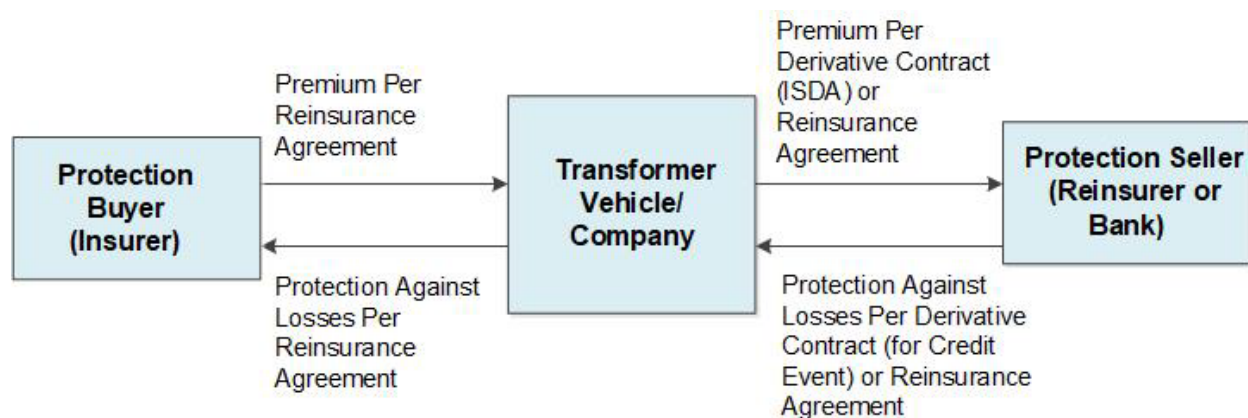 Protection
Buyer
(Insurer)
Premium Per
Reinsurance
Agreement
Protection Against
Losses Per
Reinsurance
Agreement
Transformer
Vehicle/
Company
Premium Per
Derivative Contract
(ISDA) or
Reinsurance
Agreement
Protection Against
Losses Per Derivative
Contract (for Credit
Event) or Reinsurance
Agreement
Protection Seller
(Reinsurer or
Bank)